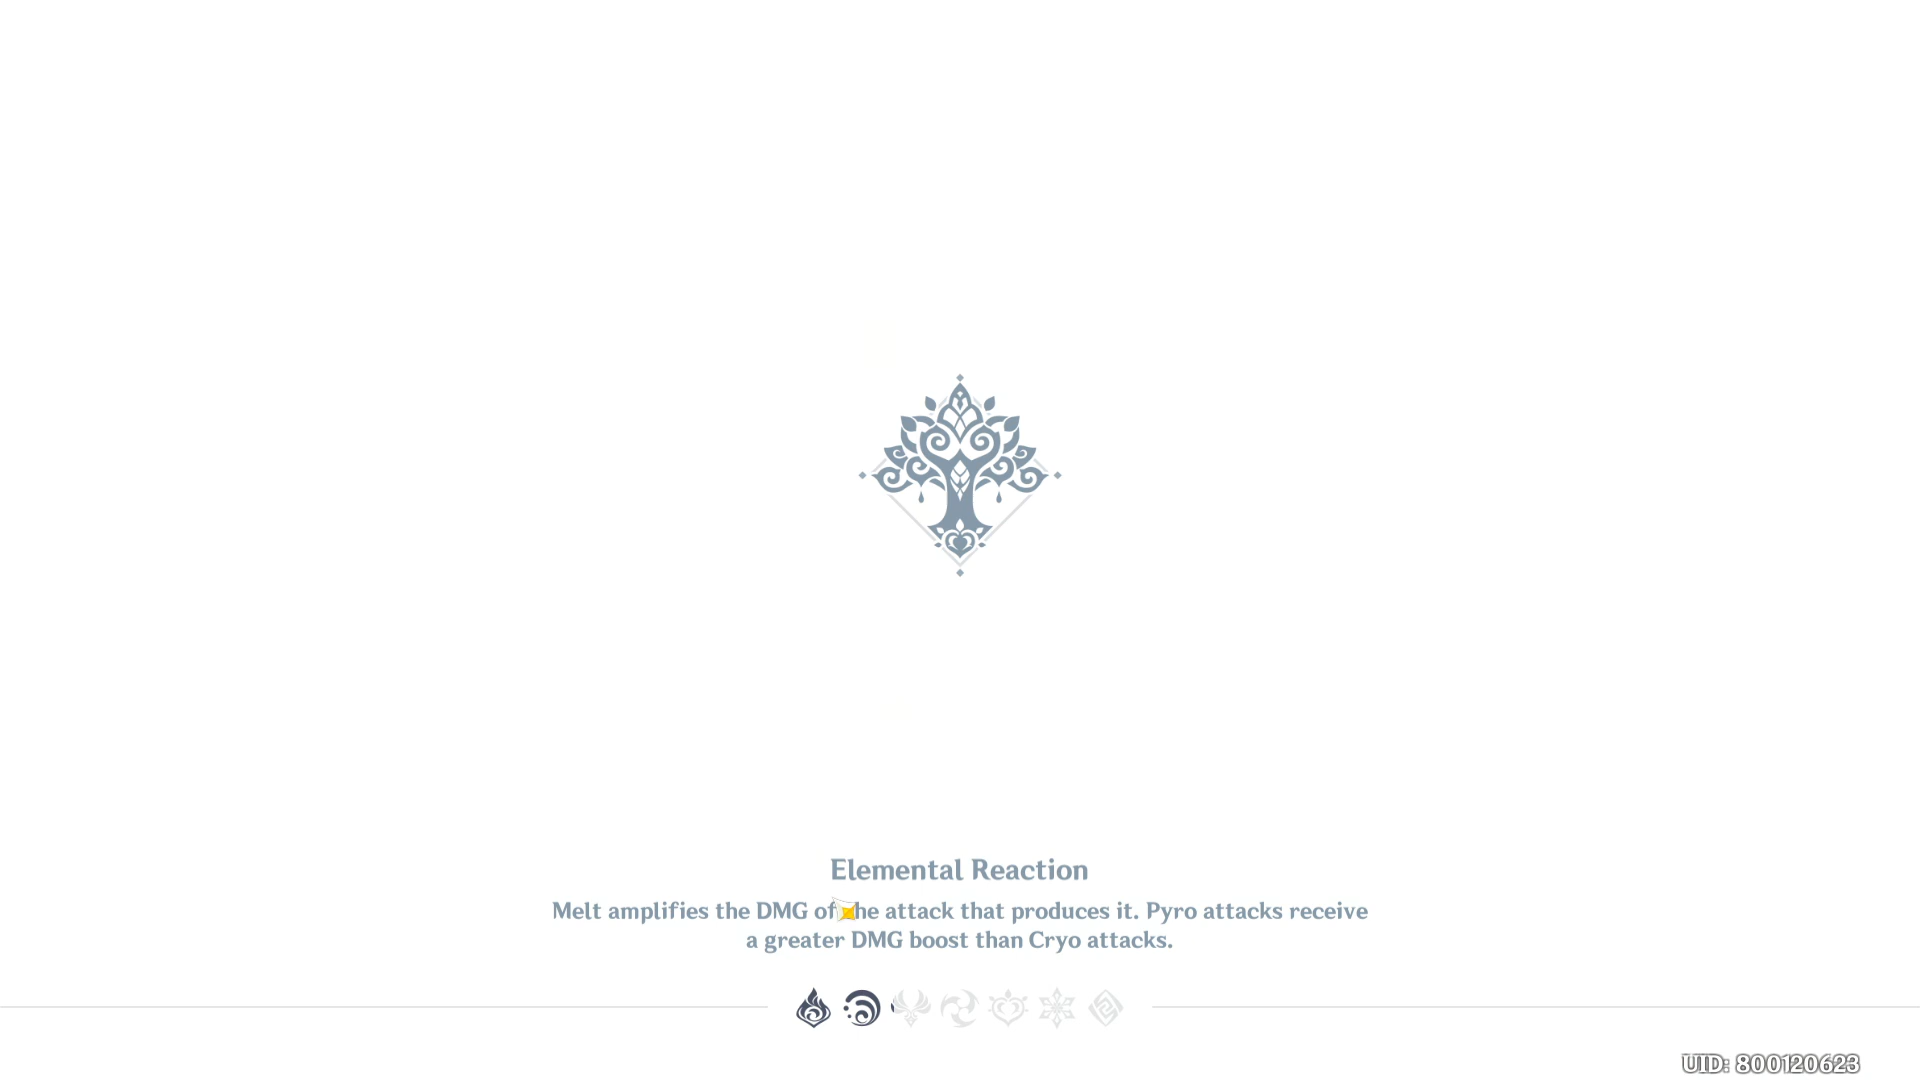 Elemental Reaction
Melt amplifies the DMG of the attack that produces it. Pyro attacks receive
a greater DMG boost than Cryo attacks.
UID: 800120623